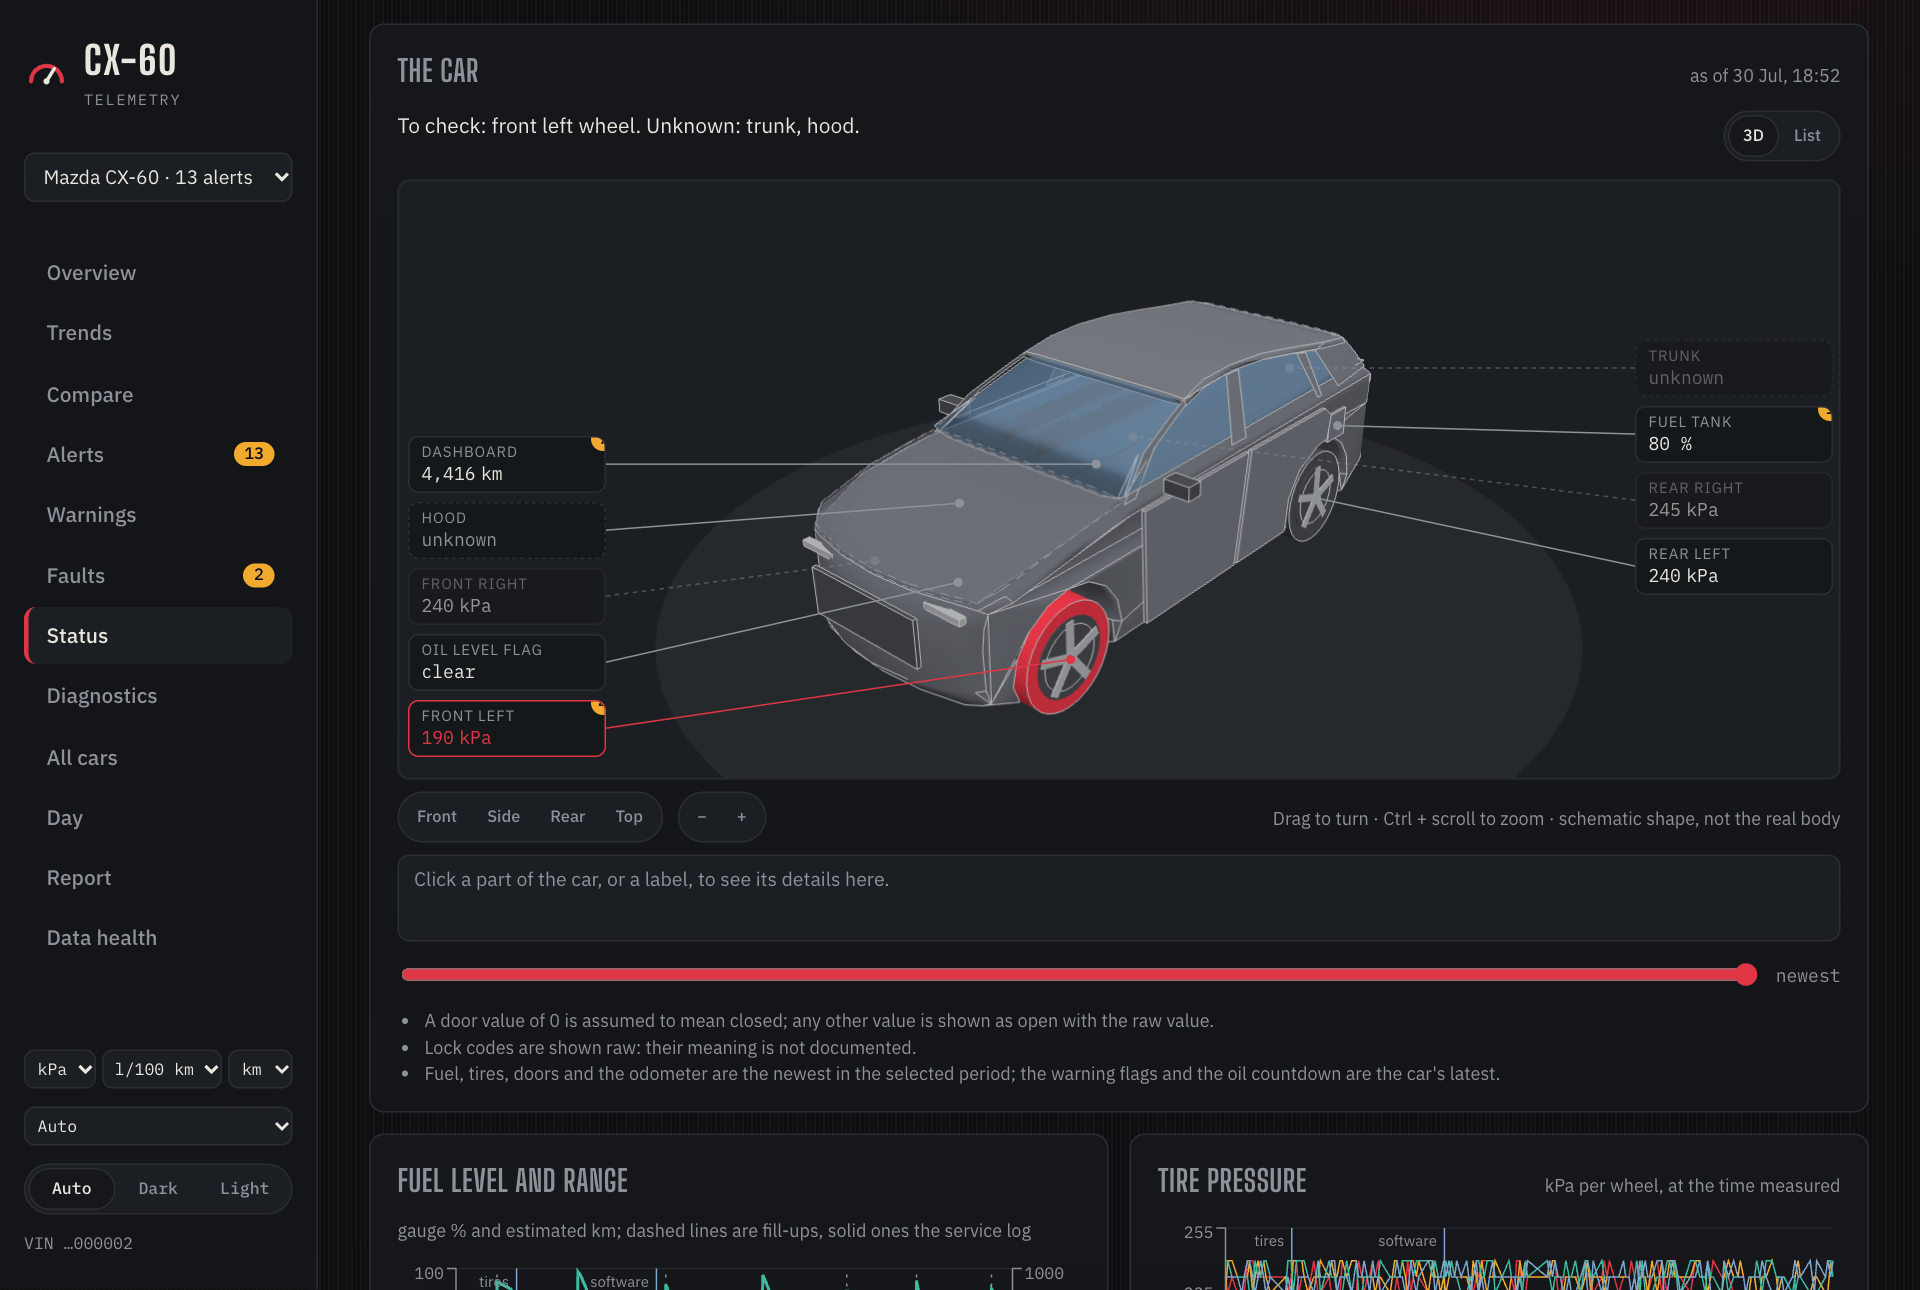 CX-60
TELEMETRY
Mazda CX-60 · 13 alerts
Overview
Trends
Compare
Alerts 13
Warnings
Faults 2
Status
Diagnostics
All cars
Day
Report
Data health
kPa l/100 km km
Auto
Auto Dark Light
VIN …000002
THE CAR
as of 30 Jul, 18:52
To check: front left wheel. Unknown: trunk, hood.
3D List
DASHBOARD
4,416 km
HOOD
unknown
FRONT RIGHT
240 kPa
OIL LEVEL FLAG
clear
FRONT LEFT
190 kPa
TRUNK
unknown
FUEL TANK
80 %
REAR RIGHT
245 kPa
REAR LEFT
240 kPa
Front Side Rear Top − +
Drag to turn · Ctrl + scroll to zoom · schematic shape, not the real body
Click a part of the car, or a label, to see its details here.
newest
• A door value of 0 is assumed to mean closed; any other value is shown as open with the raw value.
• Lock codes are shown raw: their meaning is not documented.
• Fuel, tires, doors and the odometer are the newest in the selected period; the warning flags and the oil countdown are the car's latest.
FUEL LEVEL AND RANGE
gauge % and estimated km; dashed lines are fill-ups, solid ones the service log
100 1000
tires software
TIRE PRESSURE
kPa per wheel, at the time measured
255
tires software